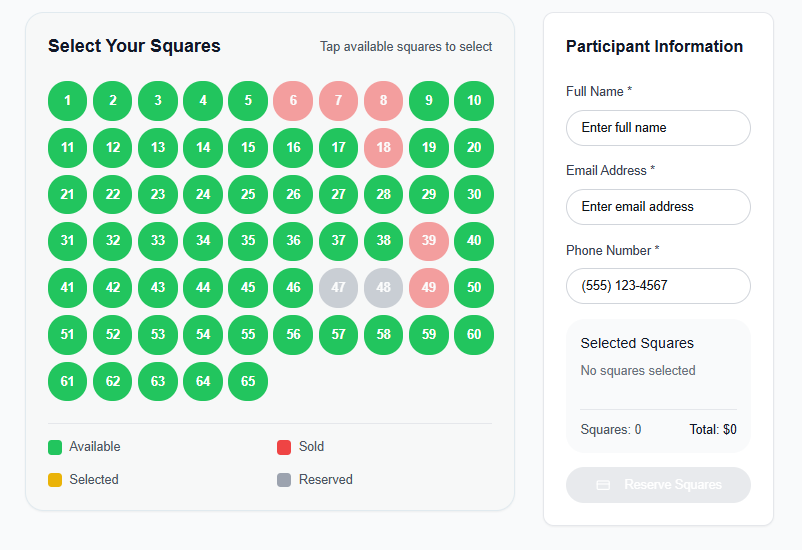 Select Your Squares
Tap available squares to select
1 2 3 4 5 6 7 8 9 10
11 12 13 14 15 16 17 18 19 20
21 22 23 24 25 26 27 28 29 30
31 32 33 34 35 36 37 38 39 40
41 42 43 44 45 46 47 48 49 50
51 52 53 54 55 56 57 58 59 60
61 62 63 64 65
Available
Sold
Selected
Reserved
Participant Information
Full Name *
Enter full name
Email Address *
Enter email address
Phone Number *
(555) 123-4567
Selected Squares
No squares selected
Squares: 0
Total: $0
Reserve Squares